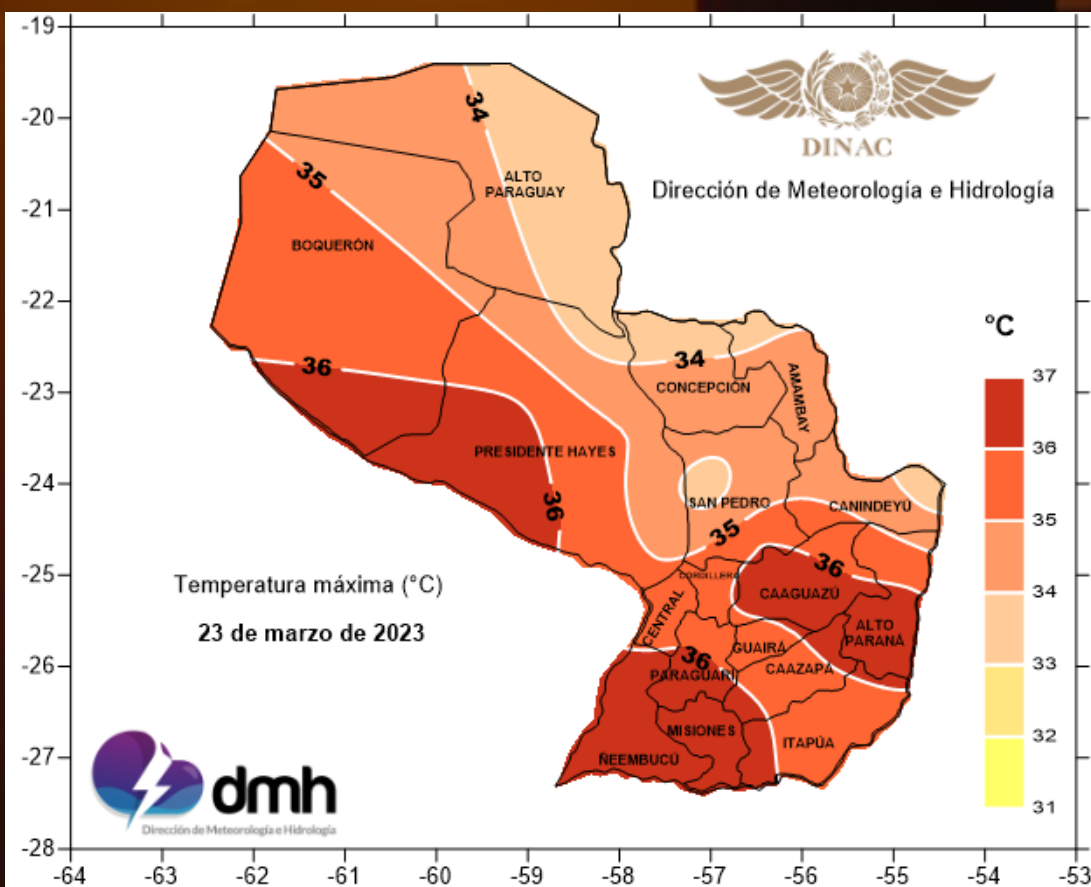 -19
-20
-21
-22
-23
-24
-25
-26
-27
-28
-64
-63
-62
-61
-60
-59
-58
-57
-56
-55
-54
-53
DINAC
Dirección de Meteorología e Hidrología
34
ALTO
PARAGUAY
35
BOQUERÓN
36
34
CONCEPCIÓN
AMAMBAY
PRESIDENTE HAYES
36
SAN PEDRO
CANINDEYÚ
35
36
CORDILLERA
CAAGUAZÚ
CENTRAL
ALTO
PARANÁ
GUAIRÁ
36
CAAZAPÁ
PARAGUARÍ
MISIONES
ITAPÚA
ÑEEMBUCÚ
°C
37
36
35
34
33
32
31
Temperatura máxima (°C)
23 de marzo de 2023
dmh
Dirección de Meteorología e Hidrología